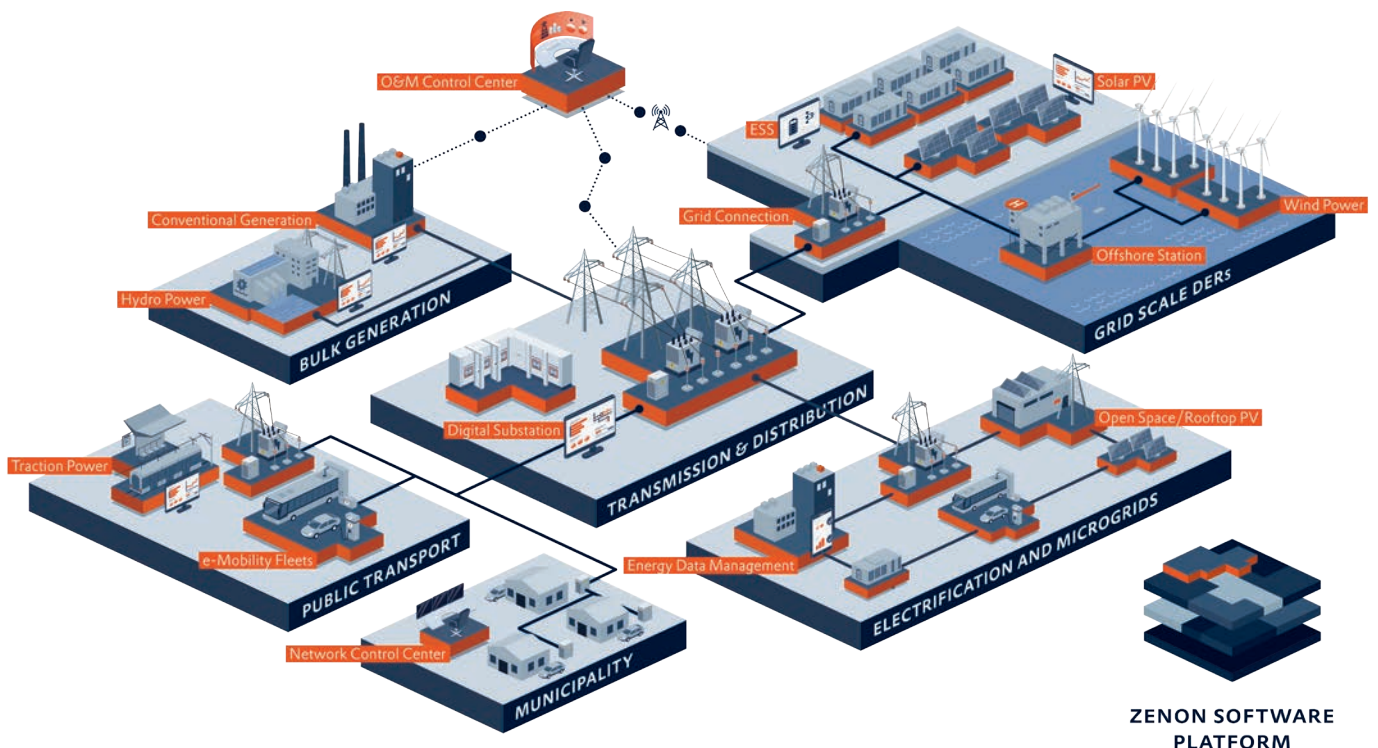 O&M Control Center
Solar PV
ESS
Conventional Generation
Grid Connection
Wind Power
Offshore Station
Hydro Power
BULK GENERATION
GRID SCALE DERs
Digital Substation
Open Space/Rooftop PV
Traction Power
TRANSMISSION & DISTRIBUTION
e-Mobility Fleets
Energy Data Management
PUBLIC TRANSPORT
ELECTRIFICATION AND MICROGRIDS
Network Control Center
MUNICIPALITY
H
ZENON SOFTWARE
PLATFORM